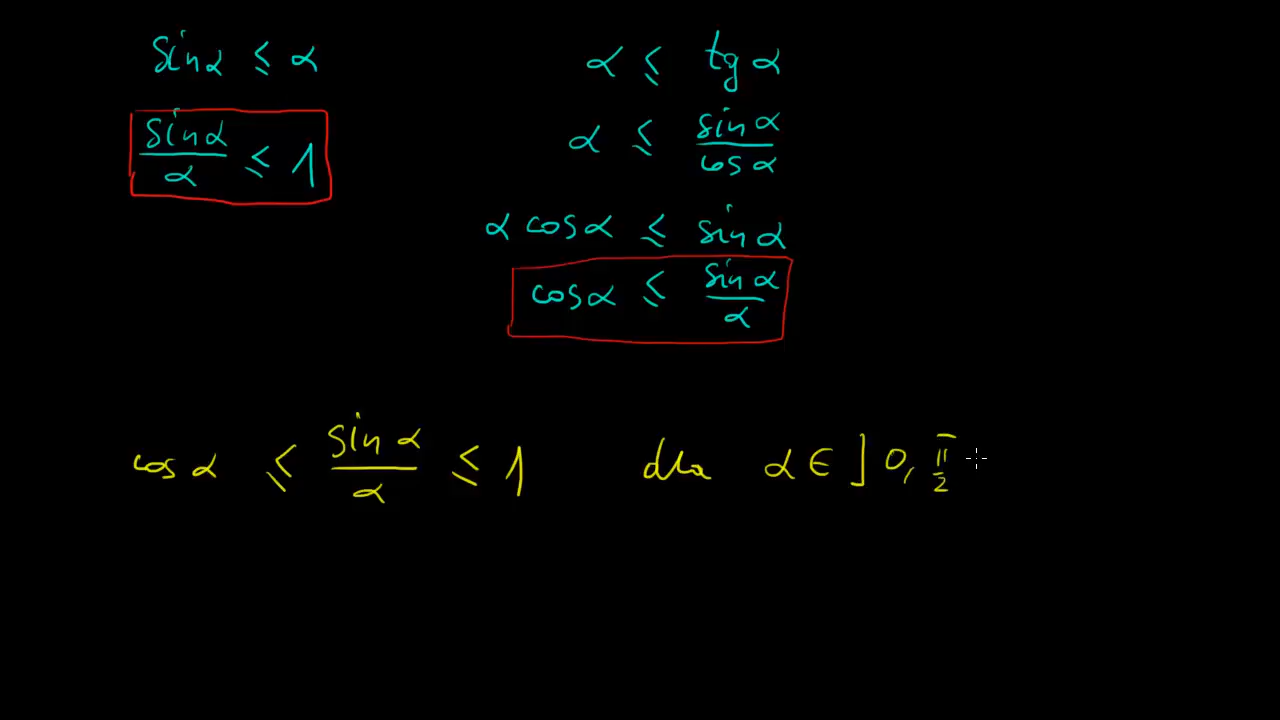 sin α ≤ α
sin α / α ≤ 1
α ≤ tg α
α ≤ sin α / cos α
α cos α ≤ sin α
cos α ≤ sin α / α
cos α ≤ sin α / α ≤ 1 dla α ∈ ] 0, π/2